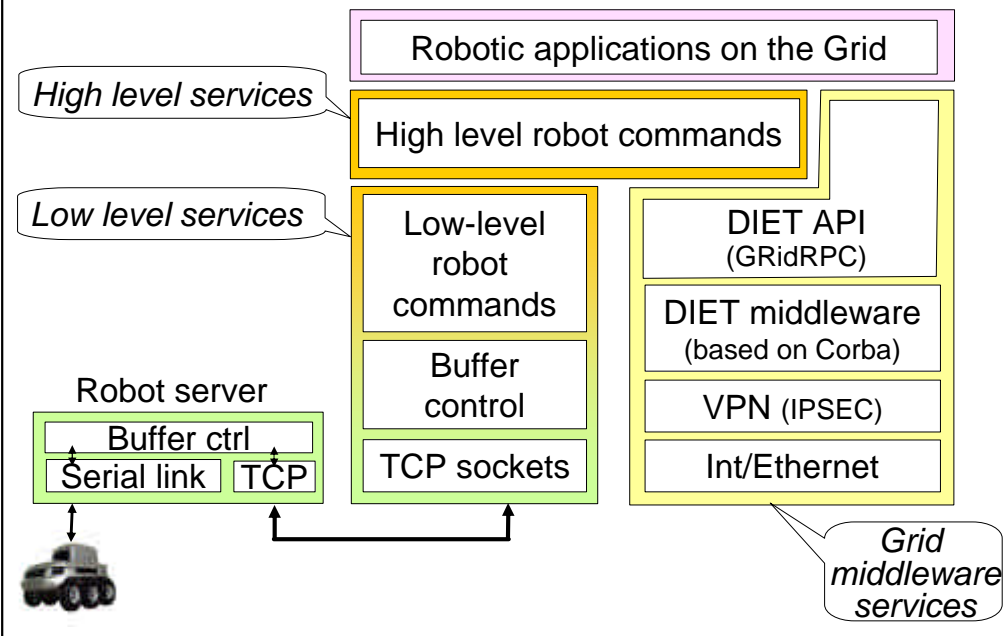 Robotic applications on the Grid
High level services
High level robot commands
Low level services
Low-level
robot
commands
DIET API
(GRidRPC)
DIET middleware
(based on Corba)
Buffer
control
VPN (IPSEC)
Robot server
Buffer ctrl
Serial link
TCP
TCP sockets
Int/Ethernet
Grid
middleware
services